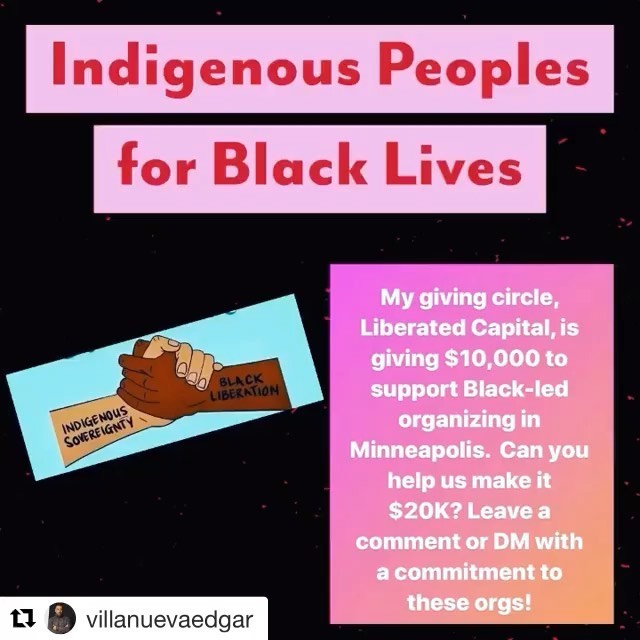 Indigenous Peoples
for Black Lives
INDIGENOUS
SOVEREIGNTY
BLACK
LIBERATION
My giving circle,
Liberated Capital, is
giving $10,000 to
support Black-led
organizing in
Minneapolis. Can you
help us make it
$20K? Leave a
comment or DM with
a commitment to
these orgs!
villanuevaedgar